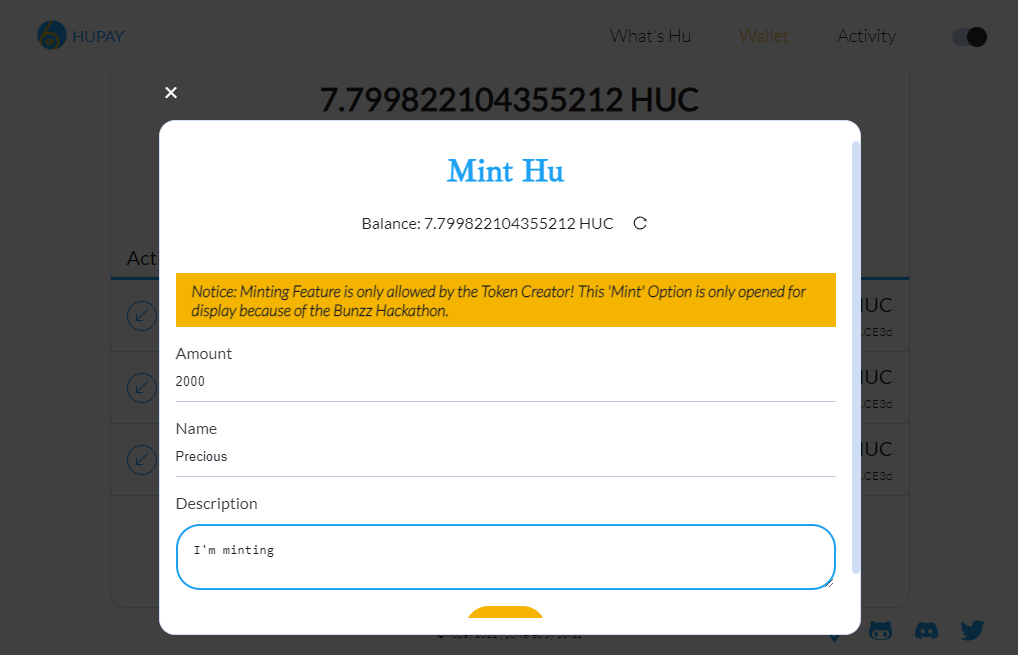 HUPAY
What's Hu
Wallet
Activity
7.799822104355212 HUC
Mint Hu
Balance: 7.799822104355212 HUC
Acti
Notice: Minting Feature is only allowed by the Token Creator! This 'Mint' Option is only opened for
display because of the Bunzz Hackathon.
HUC
.CE3d
Amount
2000
HUC
.CE3d
Name
Precious
HUC
.CE3d
Description
I'm minting